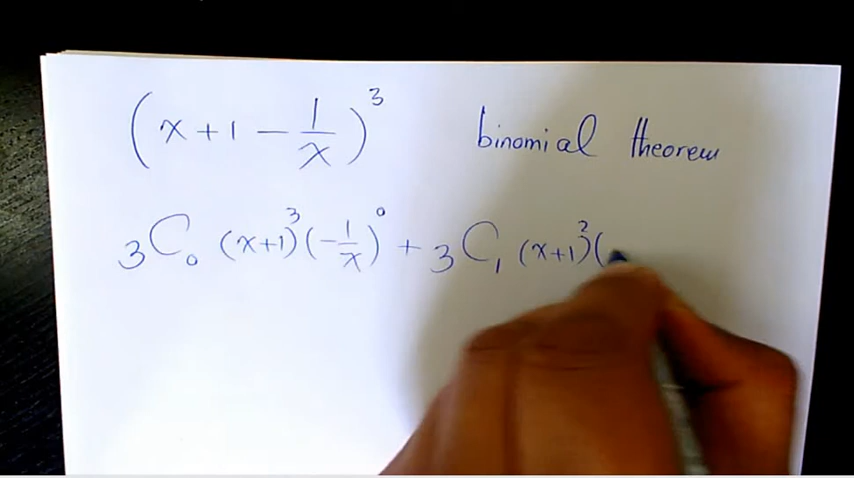 (x + 1 - 1/x)^3 binomial theorem
3C0 (x+1)^3 (-1/x)^0 + 3C1 (x+1)^2 (